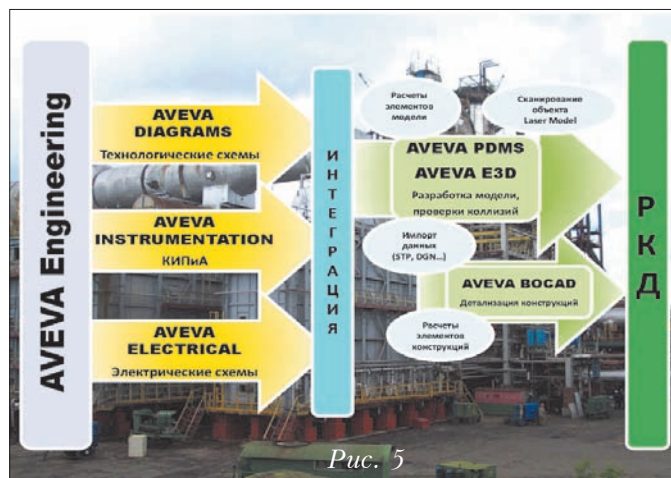 AVEVA Engineering
AVEVA
DIAGRAMS
Технологические схемы
AVEVA
INSTRUMENTATION
КИПиА
AVEVA
ELECTRICAL
Электрические схемы
ИНТЕГРАЦИЯ
Расчеты
элементов
модели
Сканирование
объекта
Laser Model
AVEVA PDMS
AVEVA E3D
Разработка модели,
проверки коллизий
Импорт
данных
(STP, DGN...)
AVEVA BOCAD
Детализация конструкций
Расчеты
элементов
конструкций
РКД
Рис. 5